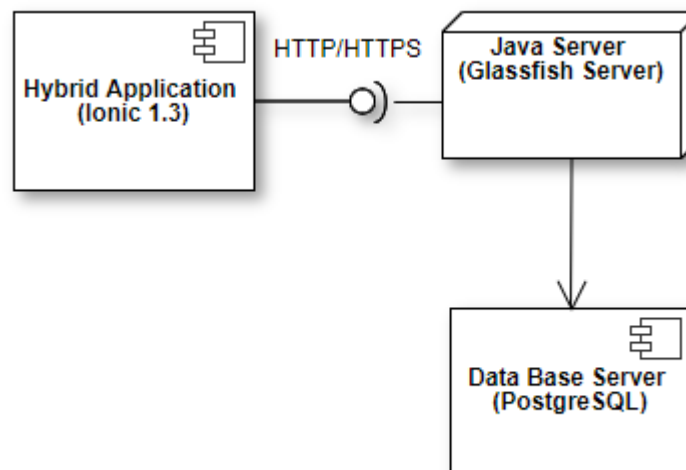 HTTP/HTTPS
Hybrid Application
(Ionic 1.3)
Java Server
(Glassfish Server)
Data Base Server
(PostgreSQL)